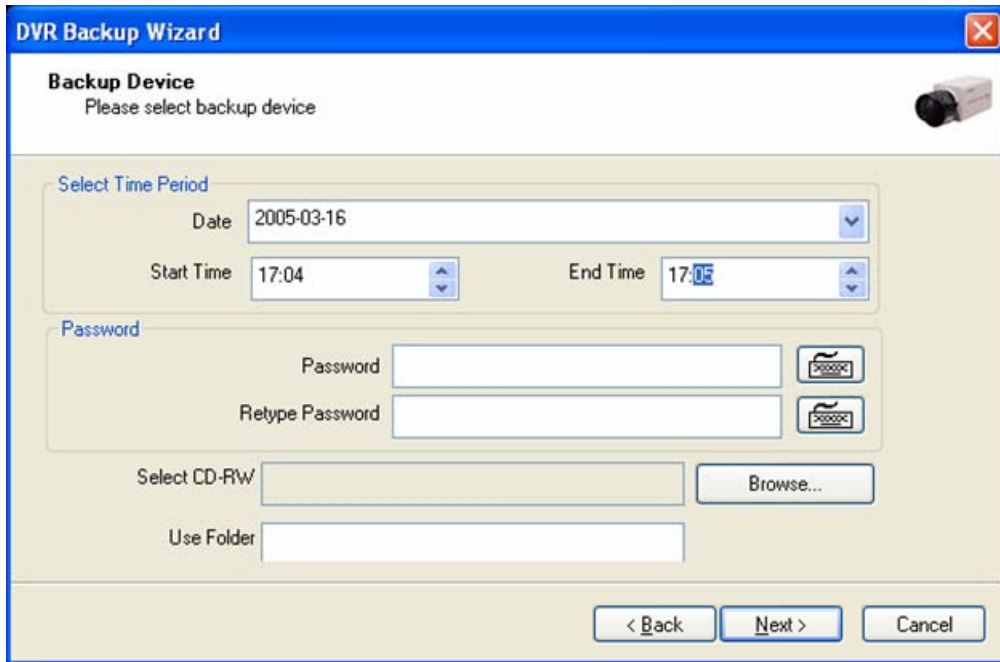 DVR Backup Wizard
Backup Device
Please select backup device
Select Time Period
Date 2005-03-16
Start Time 17:04 End Time 17:05
Password
Password
Retype Password
Select CD-RW Browse...
Use Folder
< Back Next > Cancel